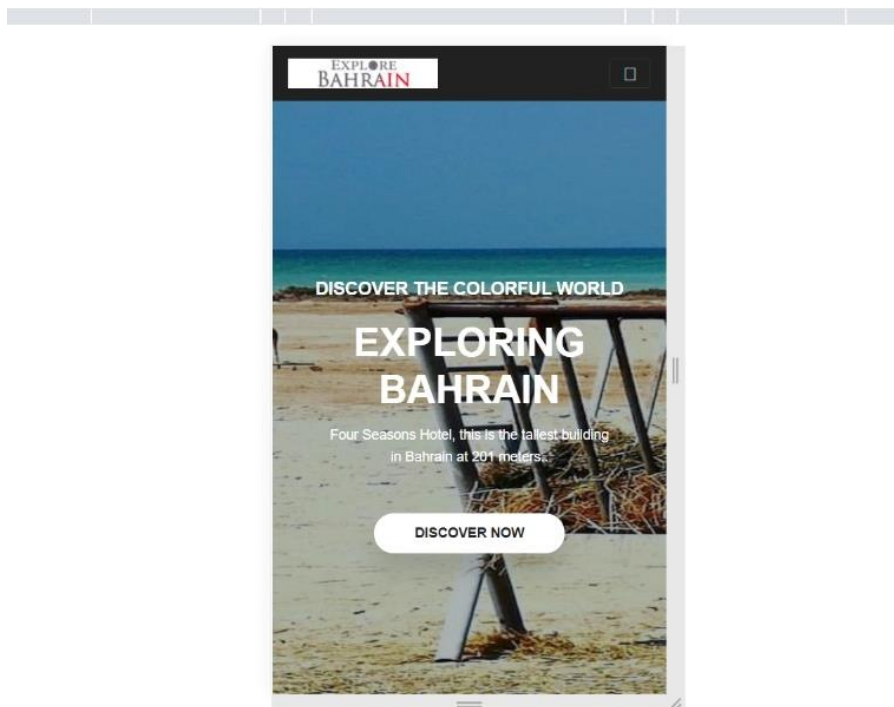 EXPLORE
BAHRAIN
DISCOVER THE COLORFUL WORLD
EXPLORING
BAHRAIN
Four Seasons Hotel, this is the tallest building
in Bahrain at 201 meters.
DISCOVER NOW